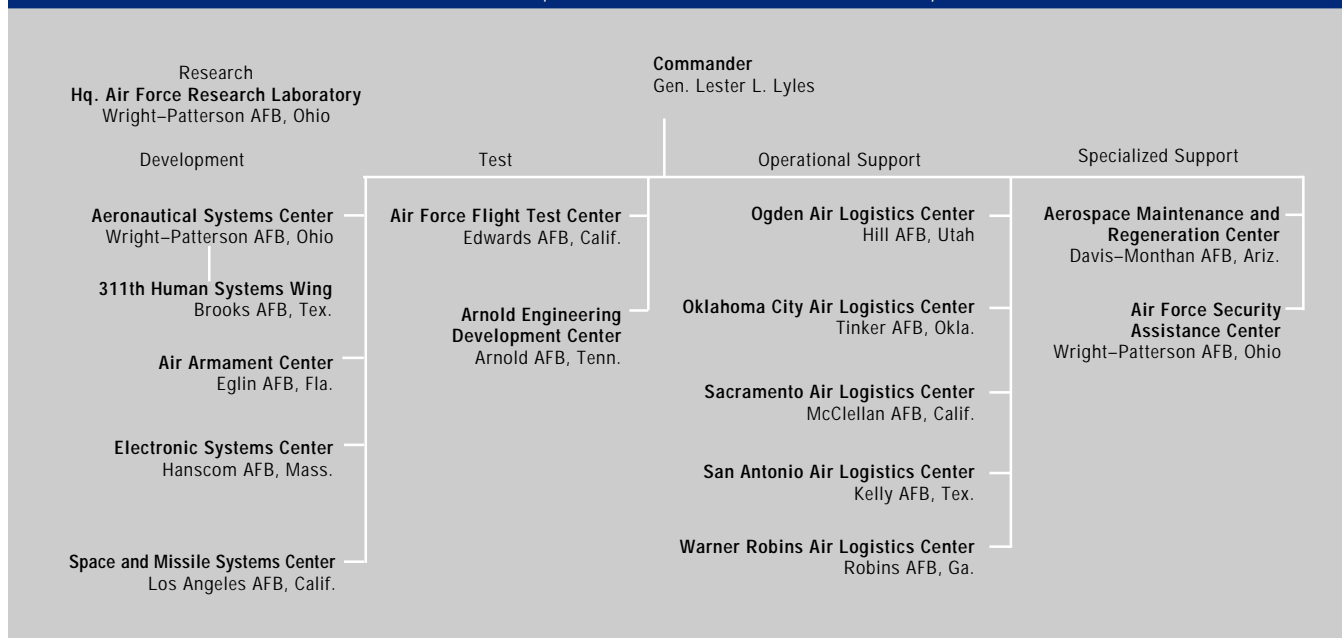 Commander
Gen. Lester L. Lyles
Research
Hq. Air Force Research Laboratory
Wright–Patterson AFB, Ohio
Development
Aeronautical Systems Center
Wright–Patterson AFB, Ohio
311th Human Systems Wing
Brooks AFB, Tex.
Air Armament Center
Eglin AFB, Fla.
Electronic Systems Center
Hanscom AFB, Mass.
Space and Missile Systems Center
Los Angeles AFB, Calif.
Test
Air Force Flight Test Center
Edwards AFB, Calif.
Arnold Engineering
Development Center
Arnold AFB, Tenn.
Operational Support
Ogden Air Logistics Center
Hill AFB, Utah
Oklahoma City Air Logistics Center
Tinker AFB, Okla.
Sacramento Air Logistics Center
McClellan AFB, Calif.
San Antonio Air Logistics Center
Kelly AFB, Tex.
Warner Robins Air Logistics Center
Robins AFB, Ga.
Specialized Support
Aerospace Maintenance and
Regeneration Center
Davis–Monthan AFB, Ariz.
Air Force Security
Assistance Center
Wright–Patterson AFB, Ohio